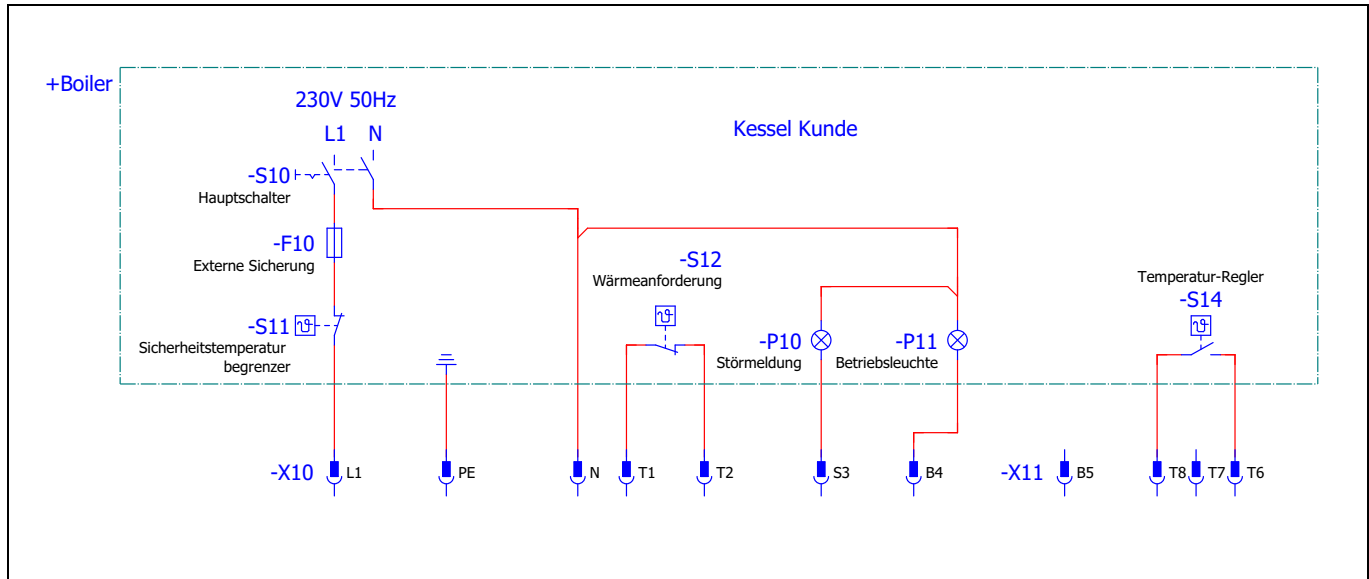 +Boiler
230V 50Hz
L1 N
Kessel Kunde
-S10
Hauptschalter
-F10
Externe Sicherung
-S12
Wärmeanforderung
Temperatur-Regler
-S14
-S11
ϑ
Sicherheitstemperatur
begrenzer
ϑ
-P10
Störmeldung
-P11
Betriebsleuchte
ϑ
-X10 L1 PE N T1 T2 S3 B4 -X11 B5 T8 T7 T6